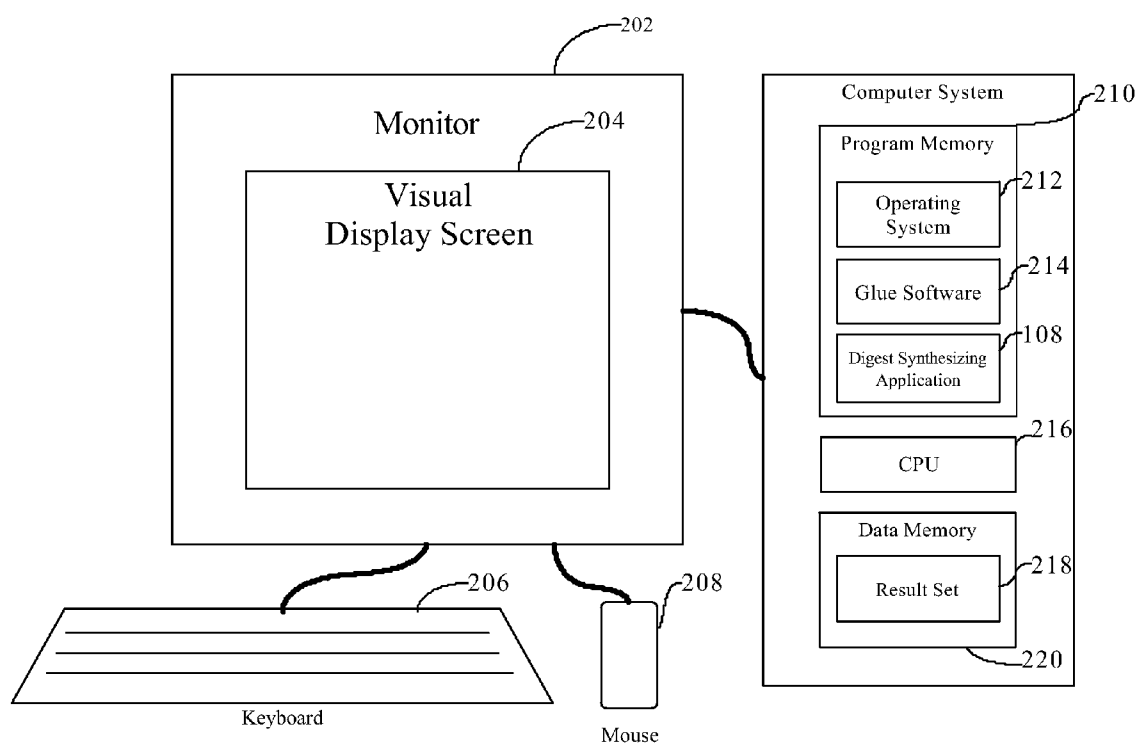 202
Monitor
204
Visual
Display Screen
206
Keyboard
208
Mouse
Computer System
210
Program Memory
212
Operating
System
214
Glue Software
108
Digest Synthesizing
Application
216
CPU
Data Memory
218
Result Set
220